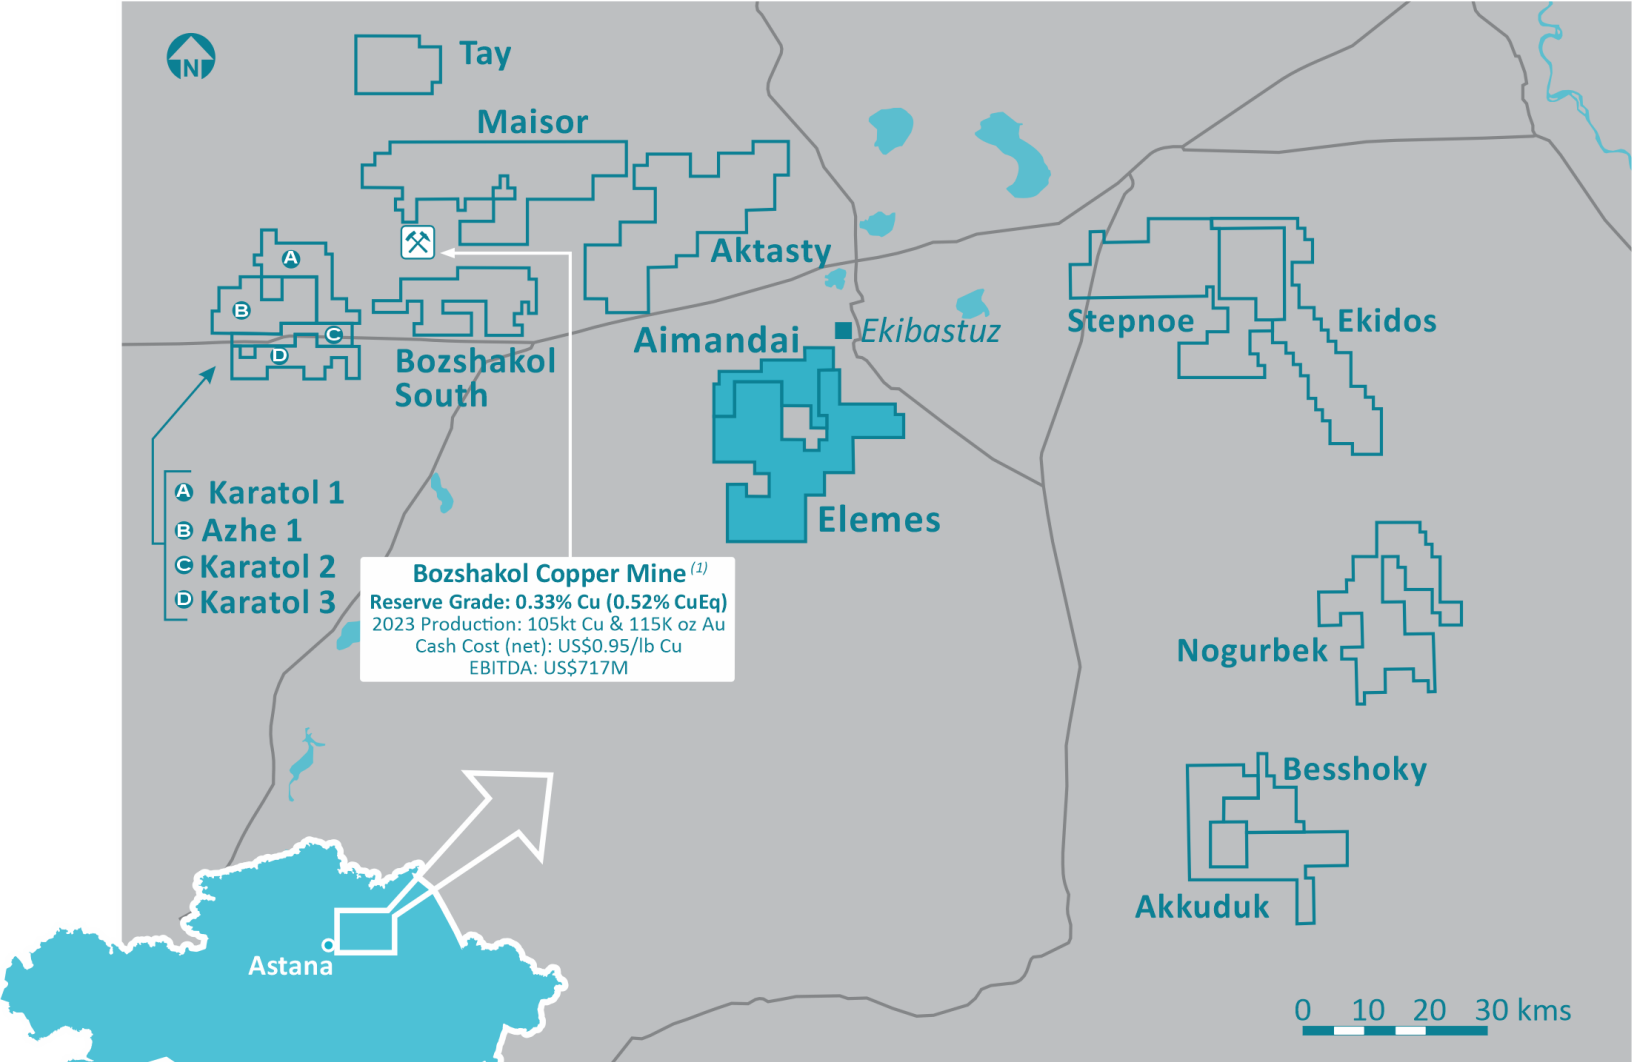 N
Tay
Maisor
Aktasty
A
B
C
D
Stepnoe
Ekidos
Aimandai
Ekibastuz
Bozshakol
South
A Karatol 1
B Azhe 1
C Karatol 2
D Karatol 3
Elemes
Bozshakol Copper Mine (1)
Reserve Grade: 0.33% Cu (0.52% CuEq)
2023 Production: 105kt Cu & 115K oz Au
Cash Cost (net): US$0.95/lb Cu
EBITDA: US$717M
Nogurbek
Besshoky
Akkuduk
Astana
0 10 20 30 kms